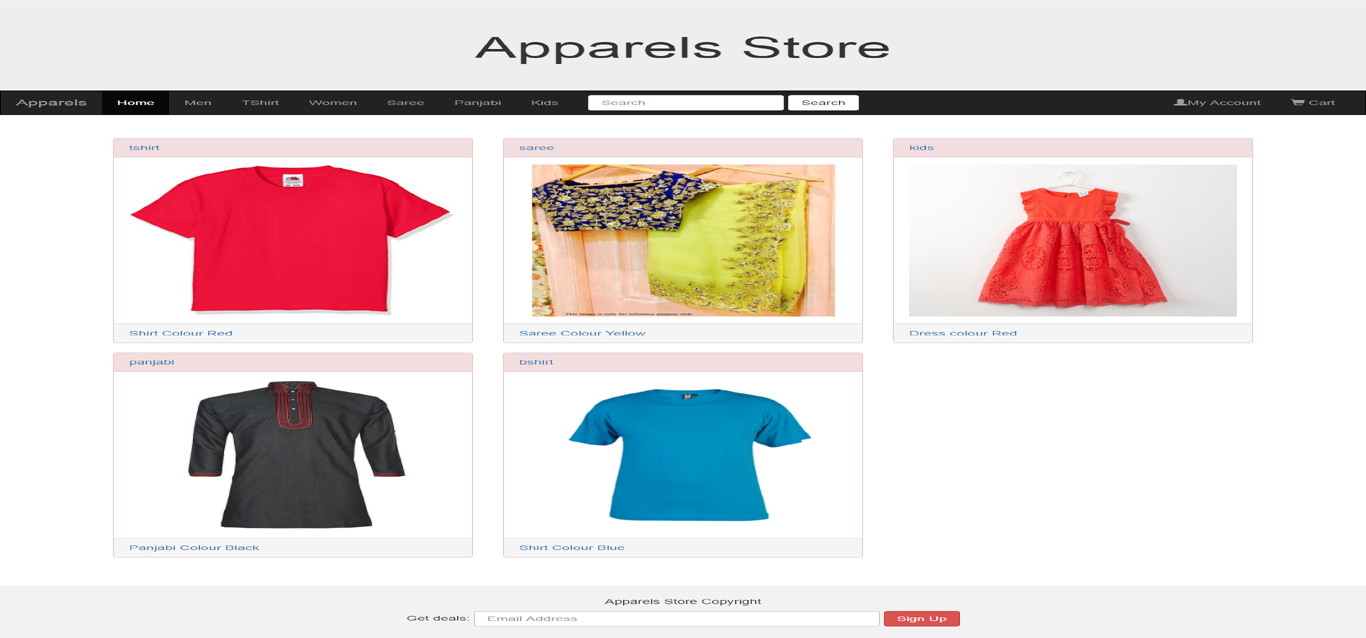 Apparels Store
Apparels Home Men TShirt Women Saree Panjabi Kids Search Search My Account Cart
tshirt saree kids
This image is only for reference purpose only
Shirt Colour Red Saree Colour Yellow Dress colour Red
panjabi bshirt
Panjabi Colour Black Shirt Colour Blue
Apparels Store Copyright
Get deals: Email Address Sign Up